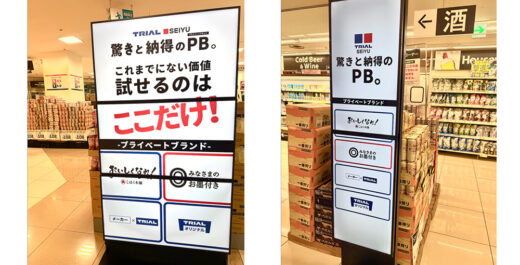 TRIAL SEIYU
驚きと納得のPB。
これまでにない価値
試せるのは
ここだけ!
-プライベートブランド-
おいしくなぁれ!
みなさまの
お墨付き
メーカー×TRIAL
TRIAL
オリジナル
TRIAL SEIYU
驚きと納得の
PB。
プライベートブランド
おいしくなぁれ!
みなさまの
お墨付き
メーカー×TRIAL
TRIAL
オリジナル
Cold Beer
& Wine
酒
House